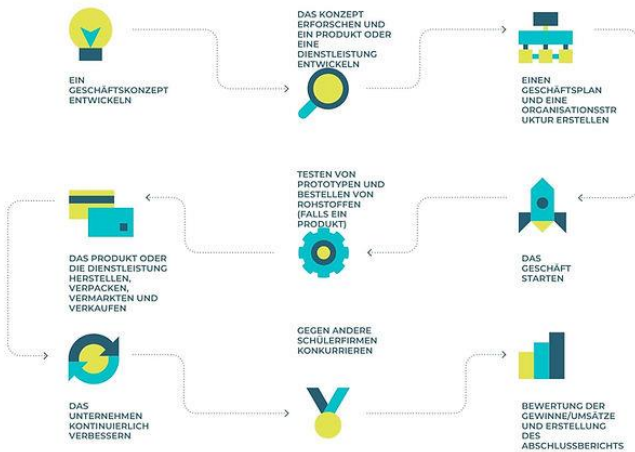 EIN
GESCHÄFTSKONZEPT
ENTWICKELN
DAS KONZEPT
ERFORSCHEN UND
EIN PRODUKT ODER
EINE
DIENSTLEISTUNG
ENTWICKELN
EINEN
GESCHÄFTSPLAN
UND EINE
ORGANISATIONSSTR
UKTUR ERSTELLEN
DAS
GESCHÄFT
STARTEN
TESTEN VON
PROTOTYPEN UND
BESTELLEN VON
ROHSTOFFEN
(FALLS EIN
PRODUKT)
DAS PRODUKT ODER
DIE DIENSTLEISTUNG
HERSTELLEN,
VERPACKEN,
VERMARKTEN UND
VERKAUFEN
DAS
UNTERNEHMEN
KONTINUIERLICH
VERBESSERN
GEGEN ANDERE
SCHÜLERFIRMEN
KONKURRIEREN
BEWERTUNG DER
GEWINNE/UMSÄTZE
UND ERSTELLUNG
DES
ABSCHLUSSBERICHTS